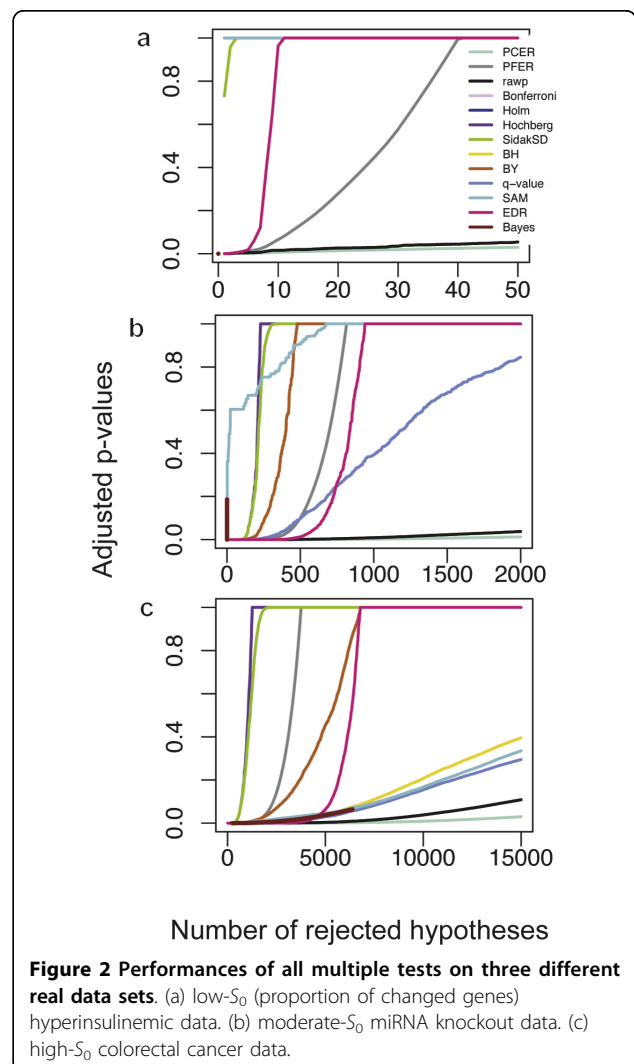 a
0.0 0.4 0.8
PCER
PFER
rawp
Bonferroni
Holm
Hochberg
SidakSD
BH
BY
q−value
SAM
EDR
Bayes
0 10 20 30 40 50
b
0.0 0.4 0.8
Adjusted p-values
0 500 1000 1500 2000
c
0.0 0.4 0.8
0 5000 10000 15000
Number of rejected hypotheses
Figure 2 Performances of all multiple tests on three different
real data sets. (a) low-S₀ (proportion of changed genes)
hyperinsulinemic data. (b) moderate-S₀ miRNA knockout data. (c)
high-S₀ colorectal cancer data.